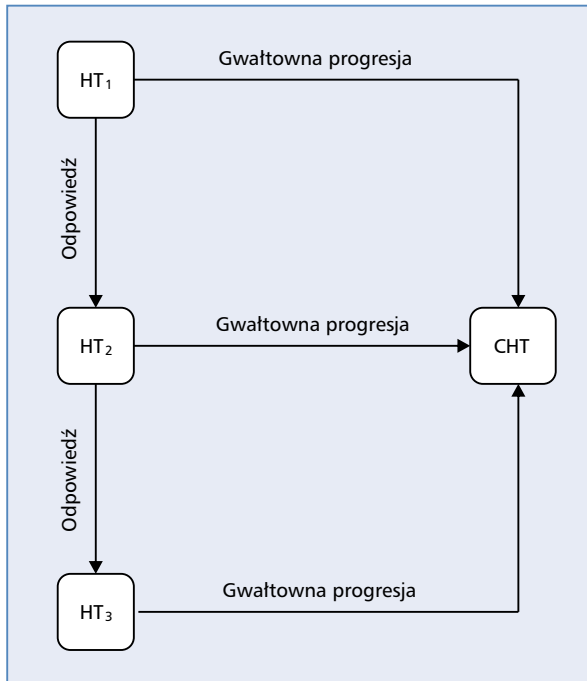 HT₁
Gwałtowna progresja
Odpowiedź
HT₂
Gwałtowna progresja
CHT
Odpowiedź
HT₃
Gwałtowna progresja